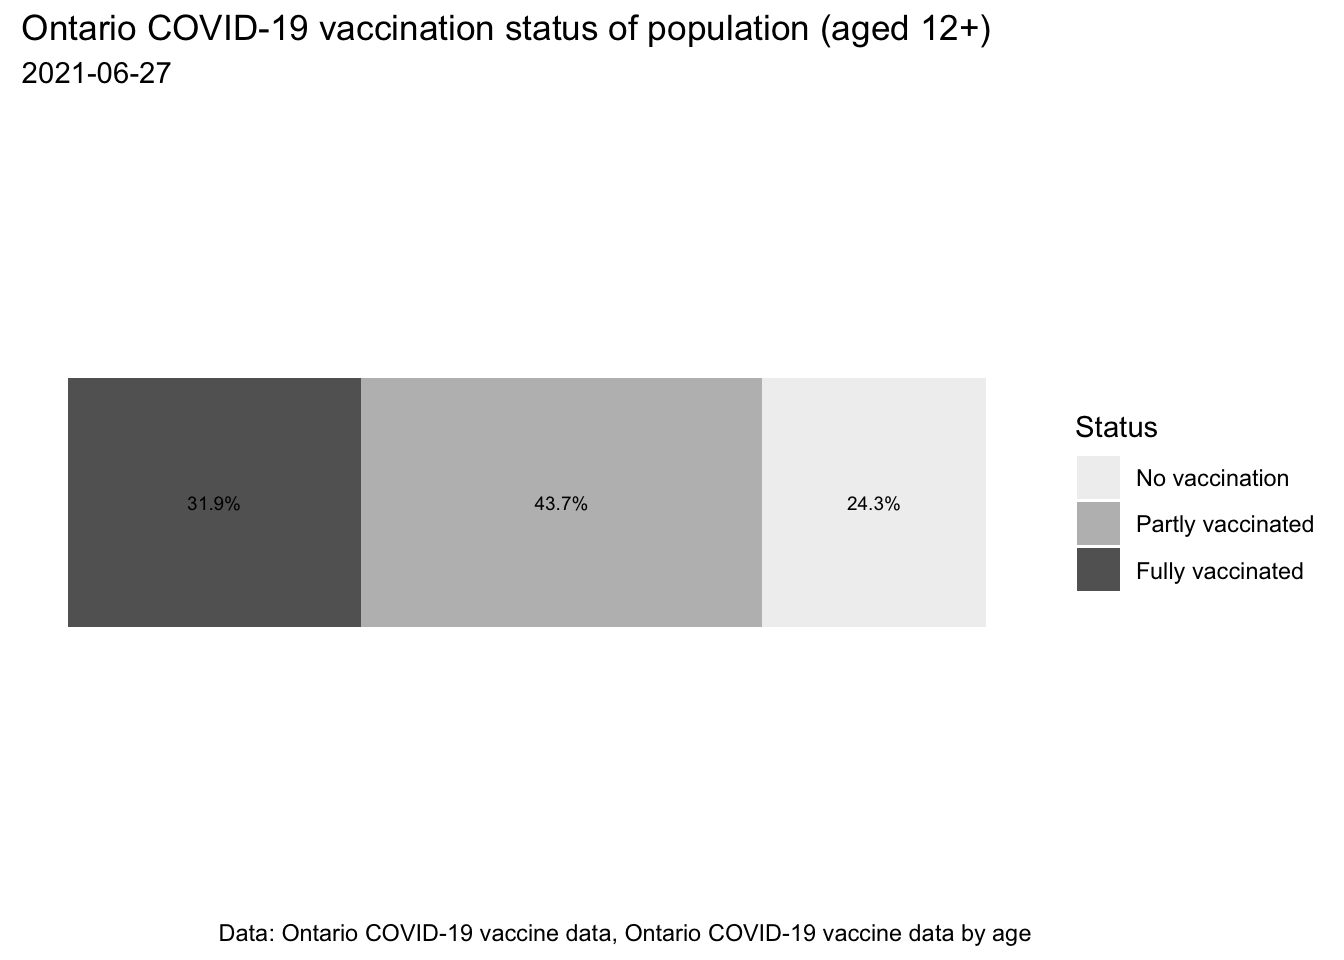 Ontario COVID-19 vaccination status of population (aged 12+)
2021-06-27
31.9%
43.7%
24.3%
Status
No vaccination
Partly vaccinated
Fully vaccinated
Data: Ontario COVID-19 vaccine data, Ontario COVID-19 vaccine data by age